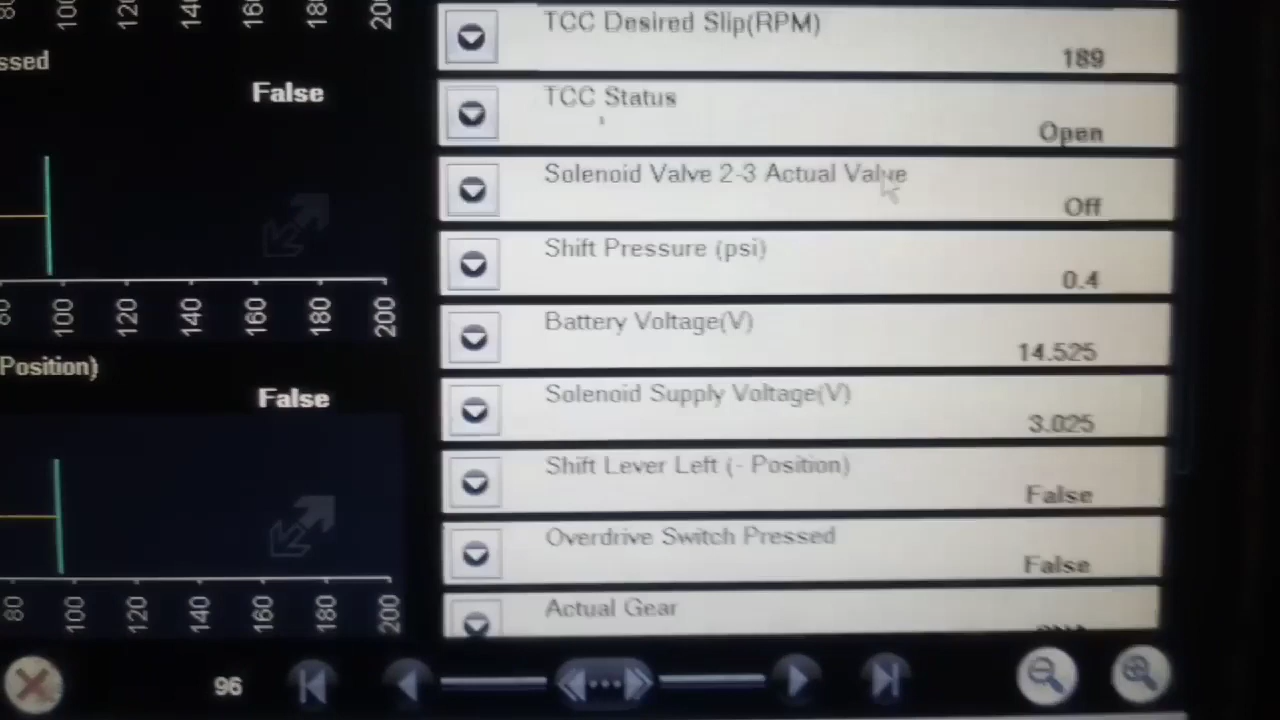 80
100
120
140
160
180
200
ssed
False
80
100
120
140
160
180
200
Position)
False
80
100
120
140
160
180
200
96
TCC Desired Slip(RPM)
189
TCC Status
Open
Solenoid Valve 2-3 Actual Value
Off
Shift Pressure (psi)
0.4
Battery Voltage(V)
14.525
Solenoid Supply Voltage(V)
3.025
Shift Lever Left (- Position)
False
Overdrive Switch Pressed
False
Actual Gear